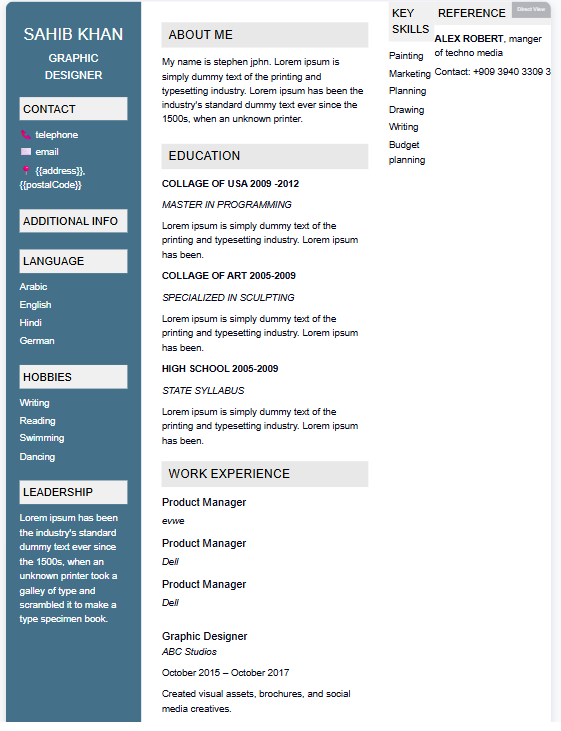 SAHIB KHAN
GRAPHIC
DESIGNER
CONTACT
telephone
email
{{address}},
{{postalCode}}
ADDITIONAL INFO
LANGUAGE
Arabic
English
Hindi
German
HOBBIES
Writing
Reading
Swimming
Dancing
LEADERSHIP
Lorem ipsum has been
the industry's standard
dummy text ever since
the 1500s, when an
unknown printer took a
galley of type and
scrambled it to make a
type specimen book.
ABOUT ME
My name is stephen jphn. Lorem ipsum is
simply dummy text of the printing and
typesetting industry. Lorem ipsum has been the
industry's standard dummy text ever since the
1500s, when an unknown printer.
EDUCATION
COLLAGE OF USA 2009 -2012
MASTER IN PROGRAMMING
Lorem ipsum is simply dummy text of the
printing and typesetting industry. Lorem ipsum
has been.
COLLAGE OF ART 2005-2009
SPECIALIZED IN SCULPTING
Lorem ipsum is simply dummy text of the
printing and typesetting industry. Lorem ipsum
has been.
HIGH SCHOOL 2005-2009
STATE SYLLABUS
Lorem ipsum is simply dummy text of the
printing and typesetting industry. Lorem ipsum
has been.
WORK EXPERIENCE
Product Manager
evwe
Product Manager
Dell
Product Manager
Dell
Graphic Designer
ABC Studios
October 2015 – October 2017
Created visual assets, brochures, and social
media creatives.
KEY
SKILLS
Painting
Marketing
Planning
Drawing
Writing
Budget
planning
REFERENCE
Direct View
ALEX ROBERT, manger
of techno media
Contact: +909 3940 3309 3